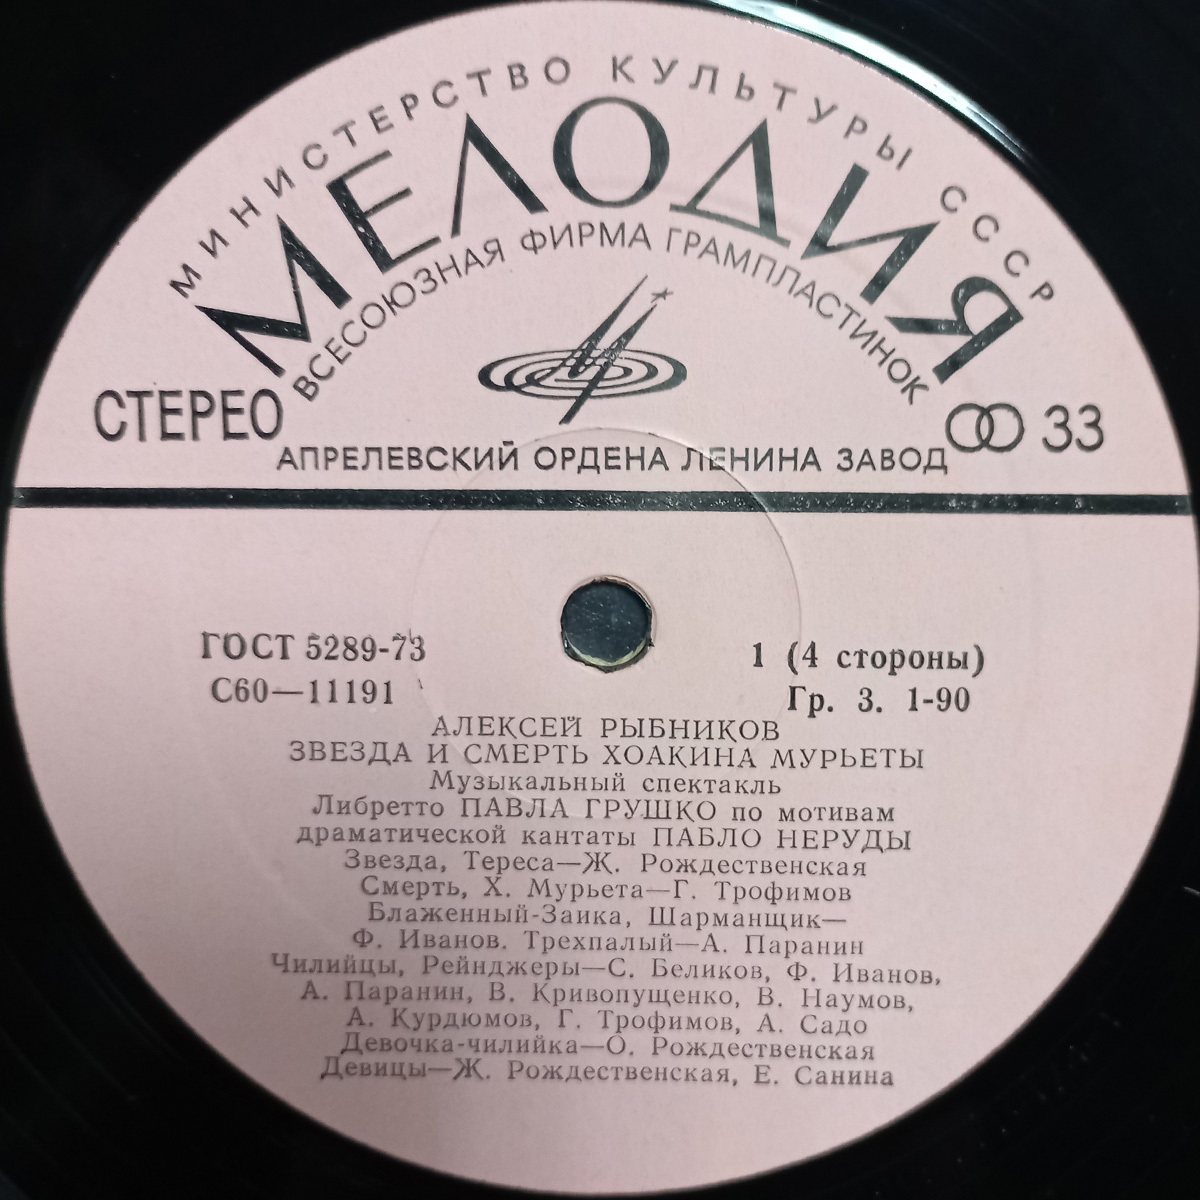 МИНИСТЕРСТВО КУЛЬТУРЫ СССР
МЕЛОДИЯ
ВСЕСОЮЗНАЯ ФИРМА ГРАМПЛАСТИНОК
СТЕРЕО
33
АПРЕЛЕВСКИЙ ОРДЕНА ЛЕНИНА ЗАВОД
ГОСТ 5289-73
1 (4 стороны)
С60—11191
Гр. 3. 1-90
АЛЕКСЕЙ РЫБНИКОВ
ЗВЕЗДА И СМЕРТЬ ХОАКИНА МУРЬЕТЫ
Музыкальный спектакль
Либретто ПАВЛА ГРУШКО по мотивам
драматической кантаты ПАБЛО НЕРУДЫ
Звезда, Тереса—Ж. Рождественская
Смерть, Х. Мурьета—Г. Трофимов
Блаженный-Заика, Шарманщик—
Ф. Иванов. Трехпалый—А. Паранин
Чилийцы, Рейнджеры—С. Беликов, Ф. Иванов,
А. Паранин, В. Кривопущенко, В. Наумов,
А. Курдюмов, Г. Трофимов, А. Садо
Девочка-чилийка—О. Рождественская
Девицы—Ж. Рождественская, Е. Санина